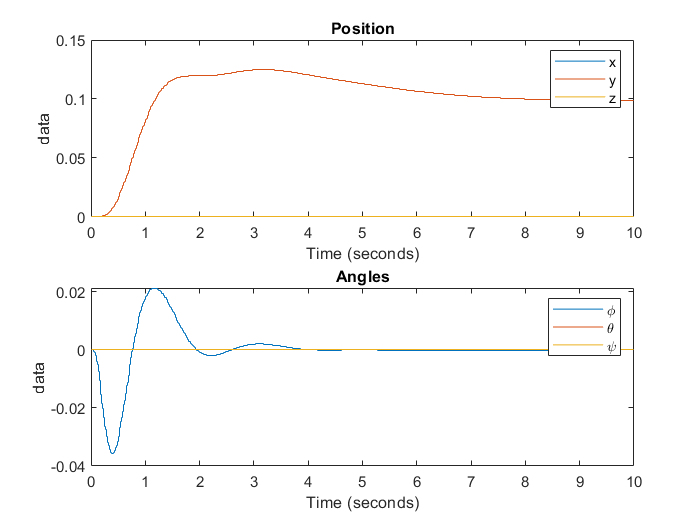 Position
0.15
0.1
0.05
0
data
x
y
z
0 1 2 3 4 5 6 7 8 9 10
Time (seconds)
Angles
0.02
0
-0.02
-0.04
data
ϕ
θ
ψ
0 1 2 3 4 5 6 7 8 9 10
Time (seconds)